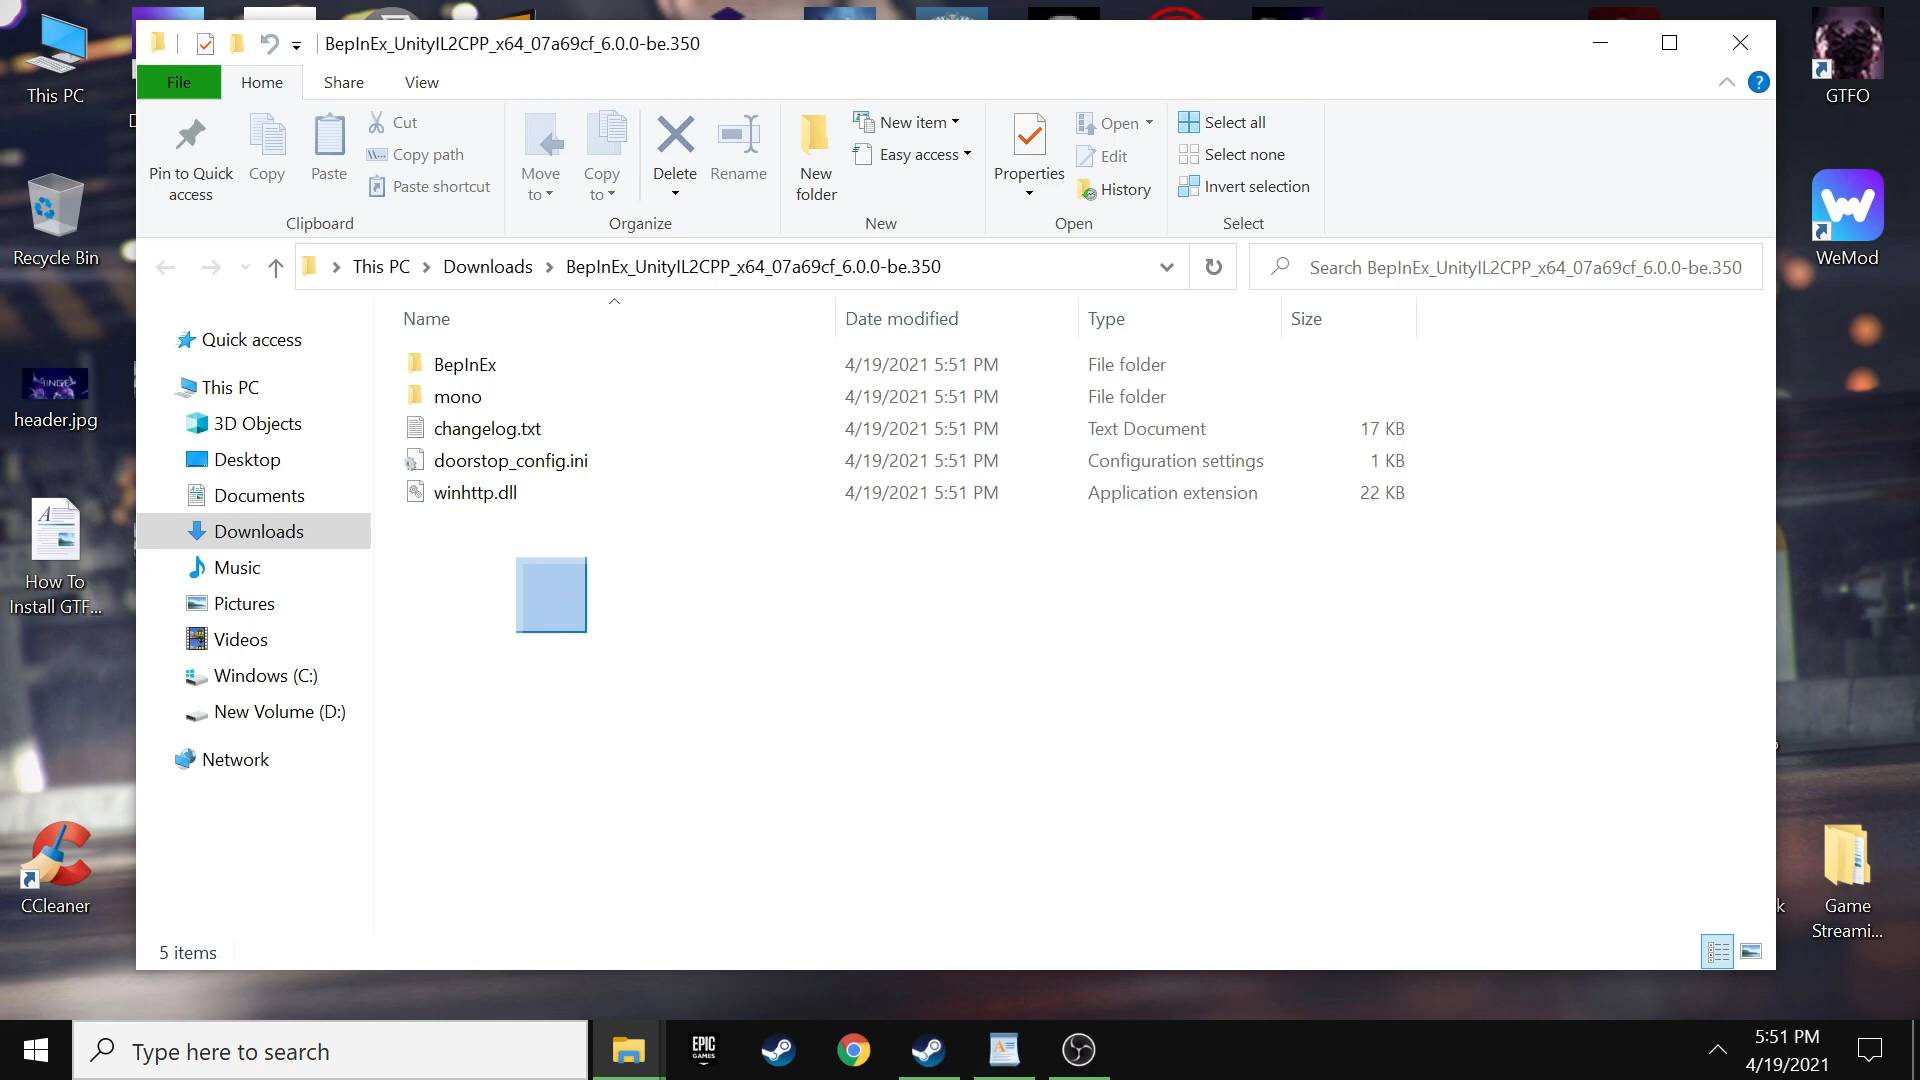 BepInEx_UnityIL2CPP_x64_07a69cf_6.0.0-be.350
File
Home
Share
View
Pin to Quick
access
Copy
Paste
Cut
Copy path
Paste shortcut
Clipboard
Move
to
Copy
to
Delete
Rename
Organize
New
folder
New item
Easy access
New
Properties
Open
Edit
History
Open
Select all
Select none
Invert selection
Select
This PC
Downloads
BepInEx_UnityIL2CPP_x64_07a69cf_6.0.0-be.350
Search BepInEx_UnityIL2CPP_x64_07a69cf_6.0.0-be.350
Quick access
This PC
3D Objects
Desktop
Documents
Downloads
Music
Pictures
Videos
Windows (C:)
New Volume (D:)
Network
Name Date modified Type Size
BepInEx 4/19/2021 5:51 PM File folder
mono 4/19/2021 5:51 PM File folder
changelog.txt 4/19/2021 5:51 PM Text Document 17 KB
doorstop_config.ini 4/19/2021 5:51 PM Configuration settings 1 KB
winhttp.dll 4/19/2021 5:51 PM Application extension 22 KB
5 items
This PC
Recycle Bin
header.jpg
How To
Install GTF...
CCleaner
GTFO
WeMod
Game
Streami...
Type here to search
EPIC
GAMES
5:51 PM
4/19/2021